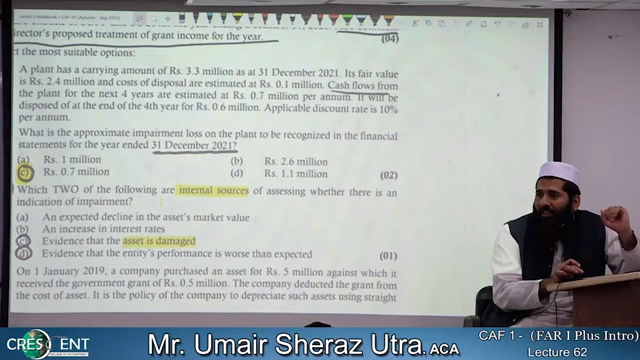 irector's proposed treatment of grant income for the year. (04)
ct the most suitable options:
A plant has a carrying amount of Rs. 3.3 million as at 31 December 2021. Its fair value
is Rs. 2.4 million and costs of disposal are estimated at Rs. 0.1 million. Cash flows from
the plant for the next 4 years are estimated at Rs. 0.7 million per annum. It will be
disposed of at the end of the 4th year for Rs. 0.6 million. Applicable discount rate is 10%
per annum.
What is the approximate impairment loss on the plant to be recognized in the financial
statements for the year ended 31 December 2021?
(a) Rs. 1 million (b) Rs. 2.6 million
(c) Rs. 0.7 million (d) Rs. 1.1 million (02)
Which TWO of the following are internal sources of assessing whether there is an
indication of impairment?
(a) An expected decline in the asset's market value
(b) An increase in interest rates
(c) Evidence that the asset is damaged
(d) Evidence that the entity's performance is worse than expected (01)
On 1 January 2019, a company purchased an asset for Rs. 5 million against which it
received the government grant of Rs. 0.5 million. The company deducted the grant from
the cost of asset. It is the policy of the company to depreciate such assets using straight
CRESCENT
Mr. Umair Sheraz Utra. ACA
CAF 1 - (FAR I Plus Intro)
Lecture 62